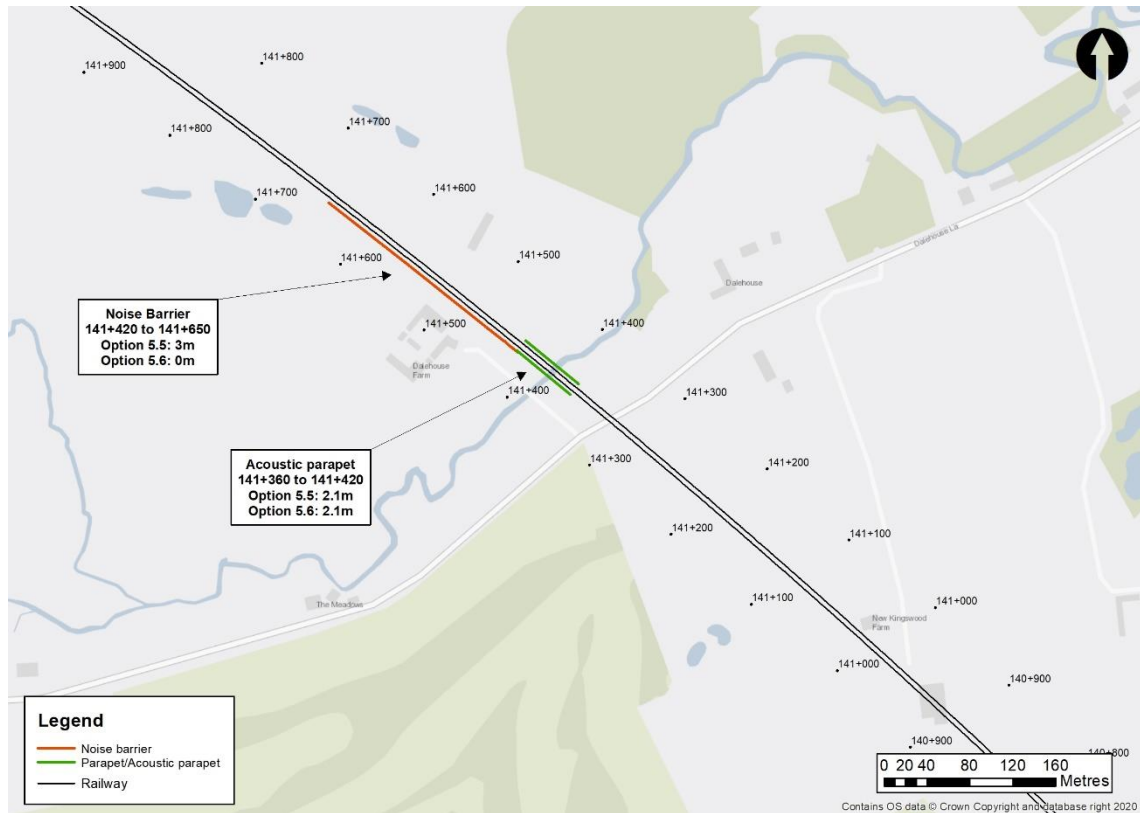 141+800
141+900
141+700
141+800
141+600
141+700
141+500
141+600
Dalehouse La
Dalehouse
Noise Barrier
141+420 to 141+650
Option 5.5: 3m
Option 5.6: 0m
141+500
141+400
Dalehouse
Farm
141+400
141+300
Acoustic parapet
141+360 to 141+420
Option 5.5: 2.1m
Option 5.6: 2.1m
141+300
141+200
141+200
141+100
The Meadows
141+100
141+000
New Kingswood
Farm
141+000
140+900
140+900
140+800
Legend
Noise barrier
Parapet/Acoustic parapet
Railway
0 20 40 80 120 160
Metres
Contains OS data © Crown Copyright and database right 2020